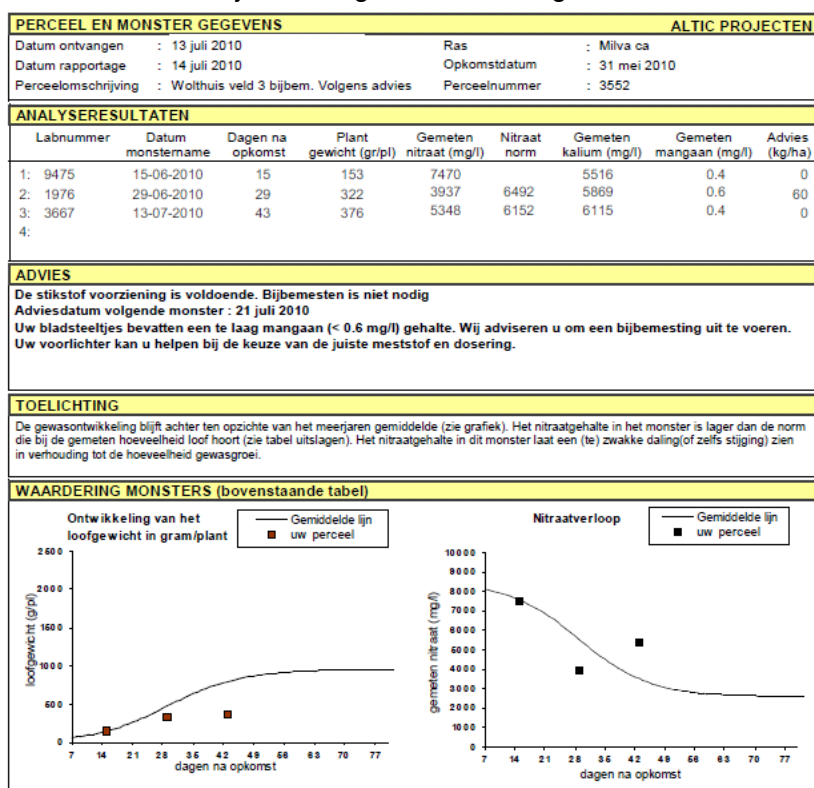 PERCEEL EN MONSTER GEGEVENS ALTIC PROJECTEN
Datum ontvangen : 13 juli 2010 Ras : Milva ca
Datum rapportage : 14 juli 2010 Opkomstdatum : 31 mei 2010
Perceelomschrijving : Wolthuis veld 3 bijbem. Volgens advies Perceelnummer : 3552
ANALYSERESULTATEN
Labnummer Datum Dagen na Plant Gemeten Nitraat Gemeten Gemeten Advies
monstername opkomst gewicht (gr/pl) nitraat (mg/l) norm kalium (mg/l) mangaan (mg/l) (kg/ha)
1: 9475 15-06-2010 15 153 7470 5516 0.4 0
2: 1976 29-06-2010 29 322 3937 6492 5869 0.6 60
3: 3667 13-07-2010 43 376 5348 6152 6115 0.4 0
4:
ADVIES
De stikstof voorziening is voldoende. Bijbemesten is niet nodig
Adviesdatum volgende monster : 21 juli 2010
Uw bladsteeltjes bevatten een te laag mangaan (< 0.6 mg/l) gehalte. Wij adviseren u om een bijbemesting uit te voeren.
Uw voorlichter kan u helpen bij de keuze van de juiste meststof en dosering.
TOELICHTING
De gewasontwikkeling blijft achter ten opzichte van het meerjaren gemiddelde (zie grafiek). Het nitraatgehalte in het monster is lager dan de norm
die bij de gemeten hoeveelheid loof hoort (zie tabel uitslagen). Het nitraatgehalte in dit monster laat een (te) zwakke daling(of zelfs stijging) zien
in verhouding tot de hoeveelheid gewasgroei.
WAARDERING MONSTERS (bovenstaande tabel)
Ontwikkeling van het
loofgewicht in gram/plant
Gemiddelde lijn
uw perceel
2600
2000
1500
1000
500
0
loofgewicht (g/pl)
7 14 21 28 35 42 49 56 63 70 77
dagen na opkomst
Nitraatverloop
Gemiddelde lijn
uw perceel
10000
9000
8000
7000
6000
5000
4000
3000
2000
1000
0
gemeten nitraat (mg/l)
7 14 21 28 35 42 49 56 63 70 77
dagen na opkomst